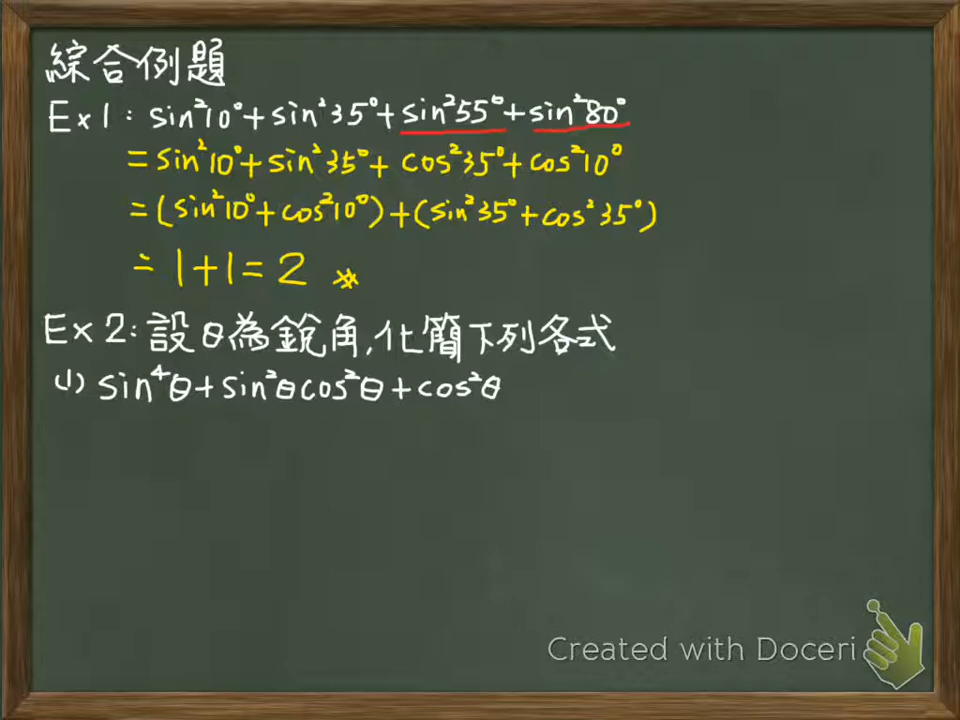 綜合例題
Ex1：sin²10°+sin²35°+sin²55°+sin²80°
=sin²10°+sin²35°+cos²35°+cos²10°
=(sin²10°+cos²10°)+(sin²35°+cos²35°)
=1+1=2 ※
Ex2：設θ為銳角,化簡下列各式
(1) sin⁴θ+sin²θcos²θ+cos²θ
Created with Doceri